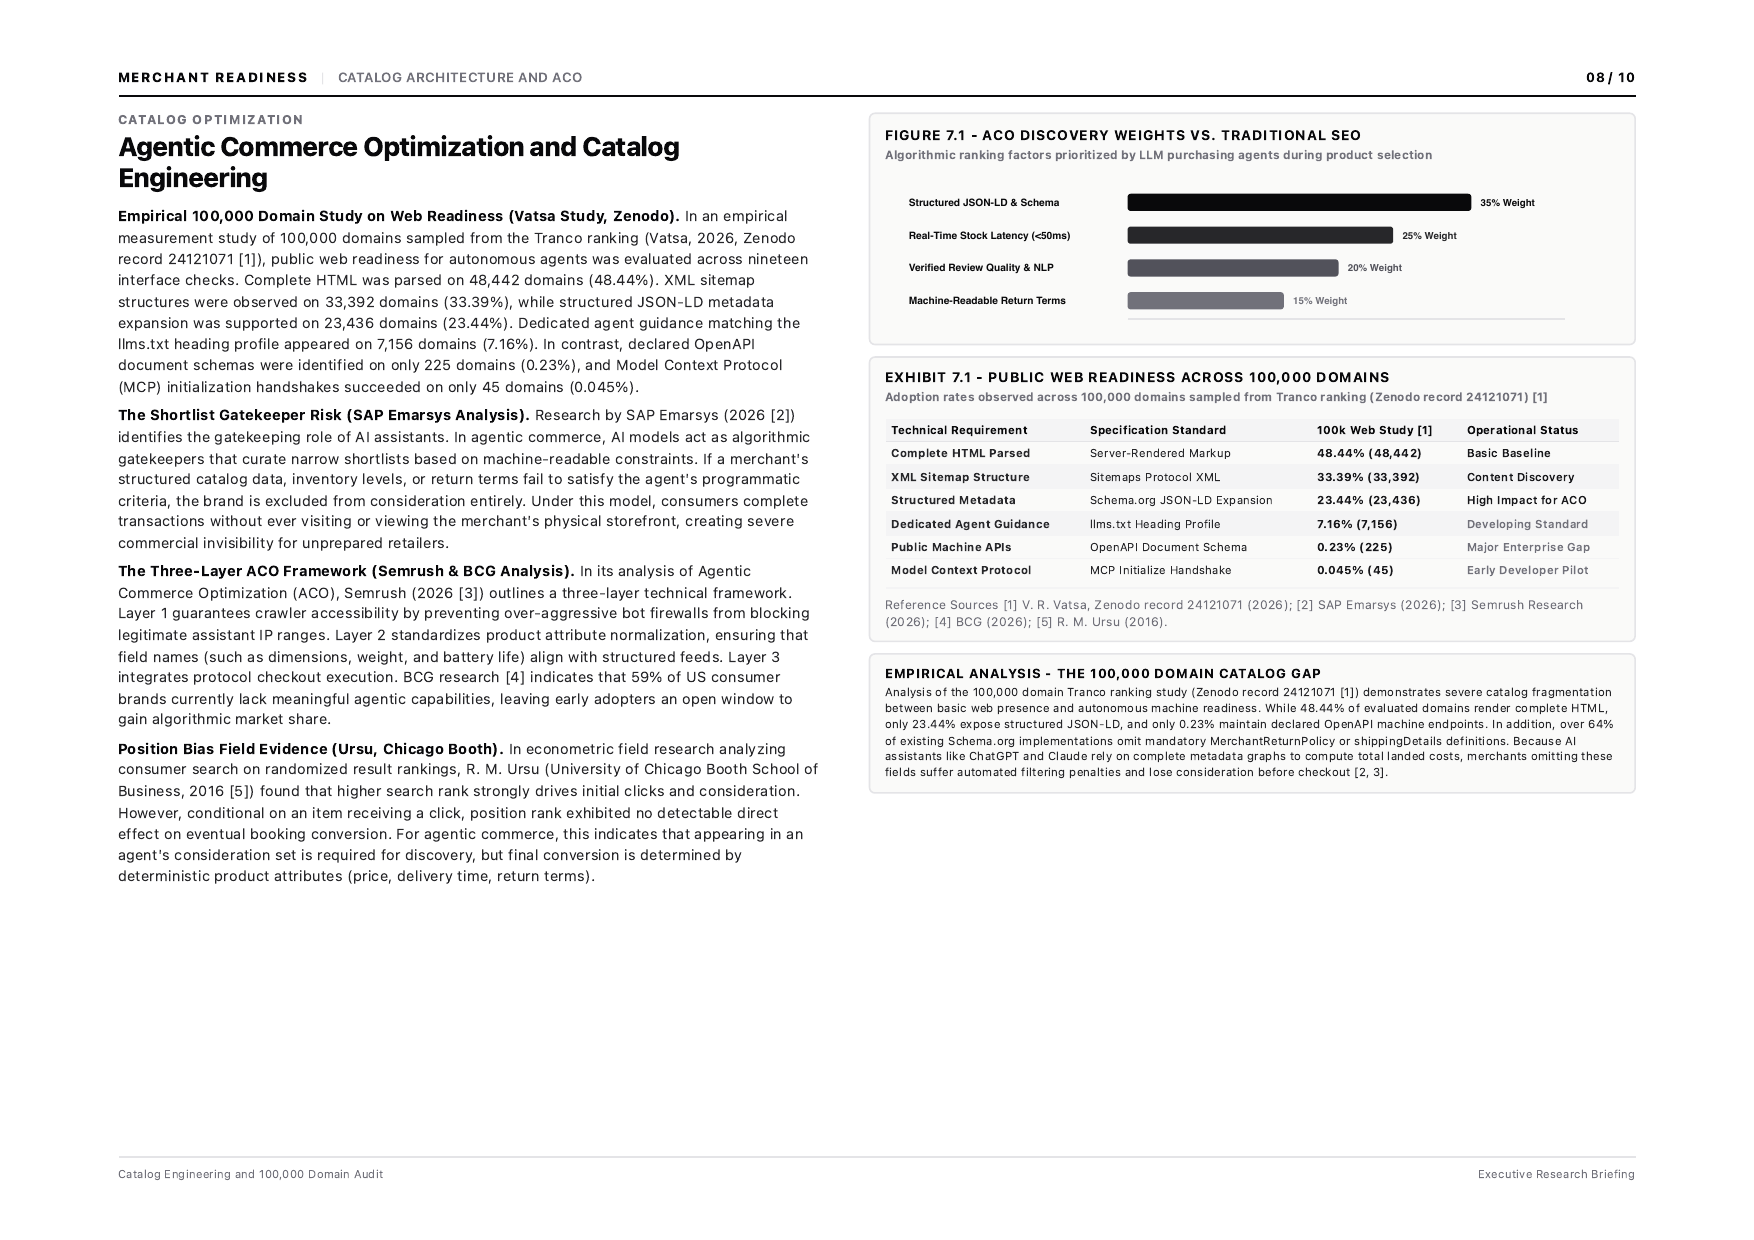 MERCHANT READINESS | CATALOG ARCHITECTURE AND ACO
08/ 10
CATALOG OPTIMIZATION
Agentic Commerce Optimization and Catalog
Engineering
Empirical 100,000 Domain Study on Web Readiness (Vatsa Study, Zenodo). In an empirical
measurement study of 100,000 domains sampled from the Tranco ranking (Vatsa, 2026, Zenodo
record 24121071 [1]), public web readiness for autonomous agents was evaluated across nineteen
interface checks. Complete HTML was parsed on 48,442 domains (48.44%). XML sitemap
structures were observed on 33,392 domains (33.39%), while structured JSON-LD metadata
expansion was supported on 23,436 domains (23.44%). Dedicated agent guidance matching the
llms.txt heading profile appeared on 7,156 domains (7.16%). In contrast, declared OpenAPI
document schemas were identified on only 225 domains (0.23%), and Model Context Protocol
(MCP) initialization handshakes succeeded on only 45 domains (0.045%).
The Shortlist Gatekeeper Risk (SAP Emarsys Analysis). Research by SAP Emarsys (2026 [2])
identifies the gatekeeping role of AI assistants. In agentic commerce, AI models act as algorithmic
gatekeepers that curate narrow shortlists based on machine-readable constraints. If a merchant's
structured catalog data, inventory levels, or return terms fail to satisfy the agent's programmatic
criteria, the brand is excluded from consideration entirely. Under this model, consumers complete
transactions without ever visiting or viewing the merchant's physical storefront, creating severe
commercial invisibility for unprepared retailers.
The Three-Layer ACO Framework (Semrush & BCG Analysis). In its analysis of Agentic
Commerce Optimization (ACO), Semrush (2026 [3]) outlines a three-layer technical framework.
Layer 1 guarantees crawler accessibility by preventing over-aggressive bot firewalls from blocking
legitimate assistant IP ranges. Layer 2 standardizes product attribute normalization, ensuring that
field names (such as dimensions, weight, and battery life) align with structured feeds. Layer 3
integrates protocol checkout execution. BCG research [4] indicates that 59% of US consumer
brands currently lack meaningful agentic capabilities, leaving early adopters an open window to
gain algorithmic market share.
Position Bias Field Evidence (Ursu, Chicago Booth). In econometric field research analyzing
consumer search on randomized result rankings, R. M. Ursu (University of Chicago Booth School of
Business, 2016 [5]) found that higher search rank strongly drives initial clicks and consideration.
However, conditional on an item receiving a click, position rank exhibited no detectable direct
effect on eventual booking conversion. For agentic commerce, this indicates that appearing in an
agent's consideration set is required for discovery, but final conversion is determined by
deterministic product attributes (price, delivery time, return terms).
FIGURE 7.1 - ACO DISCOVERY WEIGHTS VS. TRADITIONAL SEO
Algorithmic ranking factors prioritized by LLM purchasing agents during product selection
Structured JSON-LD & Schema 35% Weight
Real-Time Stock Latency (<50ms) 25% Weight
Verified Review Quality & NLP 20% Weight
Machine-Readable Return Terms 15% Weight
EXHIBIT 7.1 - PUBLIC WEB READINESS ACROSS 100,000 DOMAINS
Adoption rates observed across 100,000 domains sampled from Tranco ranking (Zenodo record 24121071) [1]
Technical Requirement Specification Standard 100k Web Study [1] Operational Status
Complete HTML Parsed Server-Rendered Markup 48.44% (48,442) Basic Baseline
XML Sitemap Structure Sitemaps Protocol XML 33.39% (33,392) Content Discovery
Structured Metadata Schema.org JSON-LD Expansion 23.44% (23,436) High Impact for ACO
Dedicated Agent Guidance llms.txt Heading Profile 7.16% (7,156) Developing Standard
Public Machine APIs OpenAPI Document Schema 0.23% (225) Major Enterprise Gap
Model Context Protocol MCP Initialize Handshake 0.045% (45) Early Developer Pilot
Reference Sources [1] V. R. Vatsa, Zenodo record 24121071 (2026); [2] SAP Emarsys (2026); [3] Semrush Research
(2026); [4] BCG (2026); [5] R. M. Ursu (2016).
EMPIRICAL ANALYSIS - THE 100,000 DOMAIN CATALOG GAP
Analysis of the 100,000 domain Tranco ranking study (Zenodo record 24121071 [1]) demonstrates severe catalog fragmentation
between basic web presence and autonomous machine readiness. While 48.44% of evaluated domains render complete HTML,
only 23.44% expose structured JSON-LD, and only 0.23% maintain declared OpenAPI machine endpoints. In addition, over 64%
of existing Schema.org implementations omit mandatory MerchantReturnPolicy or shippingDetails definitions. Because AI
assistants like ChatGPT and Claude rely on complete metadata graphs to compute total landed costs, merchants omitting these
fields suffer automated filtering penalties and lose consideration before checkout [2, 3].
Catalog Engineering and 100,000 Domain Audit
Executive Research Briefing